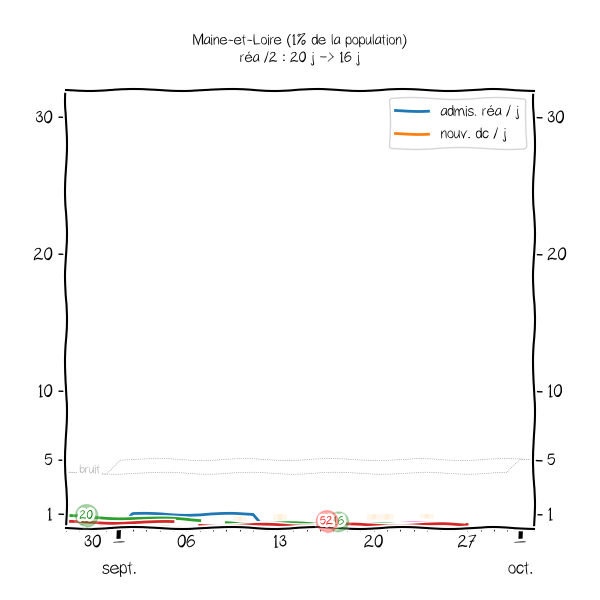 Maine-et-Loire (1% de la population)
réa /2 : 20 j -> 16 j
admis. réa / j
nouv. dc / j
30 30
20 20
10 10
5 5
bruit
1 1
20 52 16
30 06 13 20 27
sept. oct.